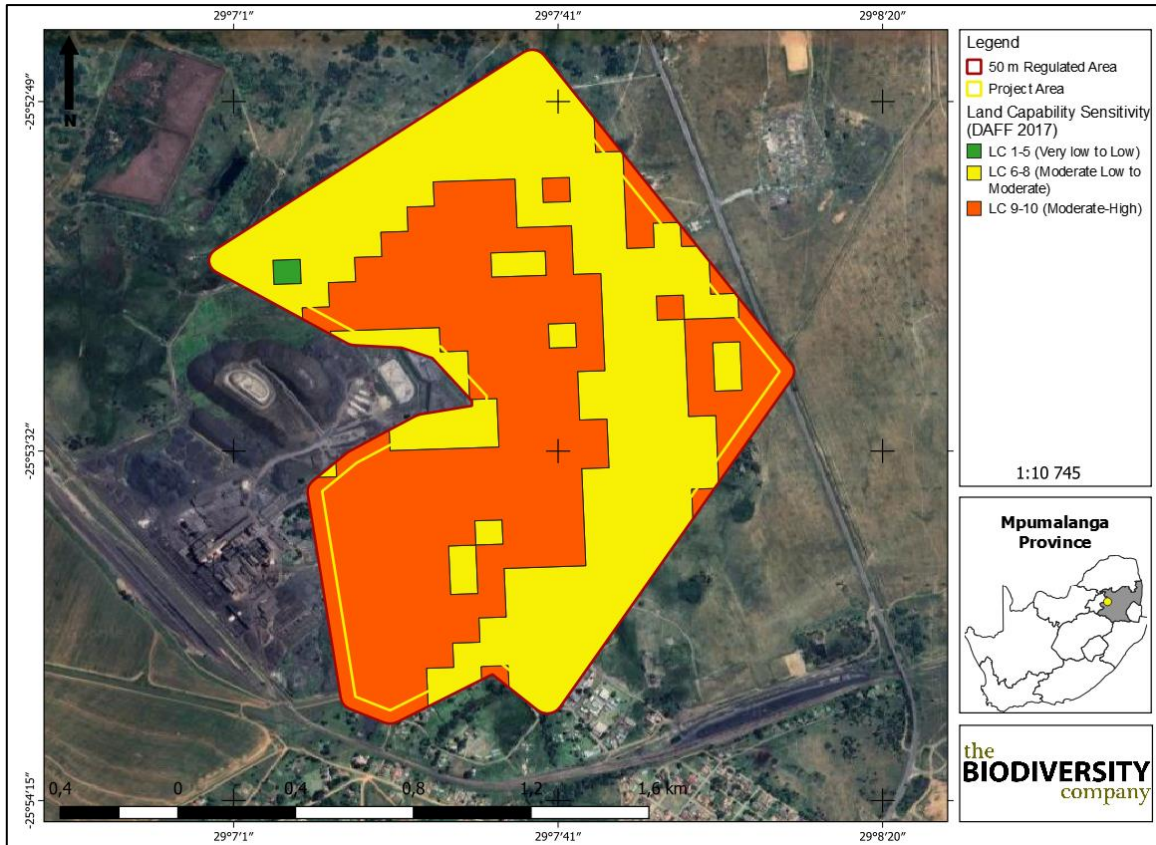 29°7'1"
29°7'41"
29°8'20"
-25°52'49"
-25°53'32"
-25°54'15"
N
0,4
0
0,4
0,8
1,2
1,6 km
29°7'1"
29°7'41"
29°8'20"
Legend
50 m Regulated Area
Project Area
Land Capability Sensitivity
(DAFF 2017)
LC 1-5 (Very low to Low)
LC 6-8 (Moderate Low to
Moderate)
LC 9-10 (Moderate-High)
1:10 745
Mpumalanga
Province
the
BIODIVERSITY
company